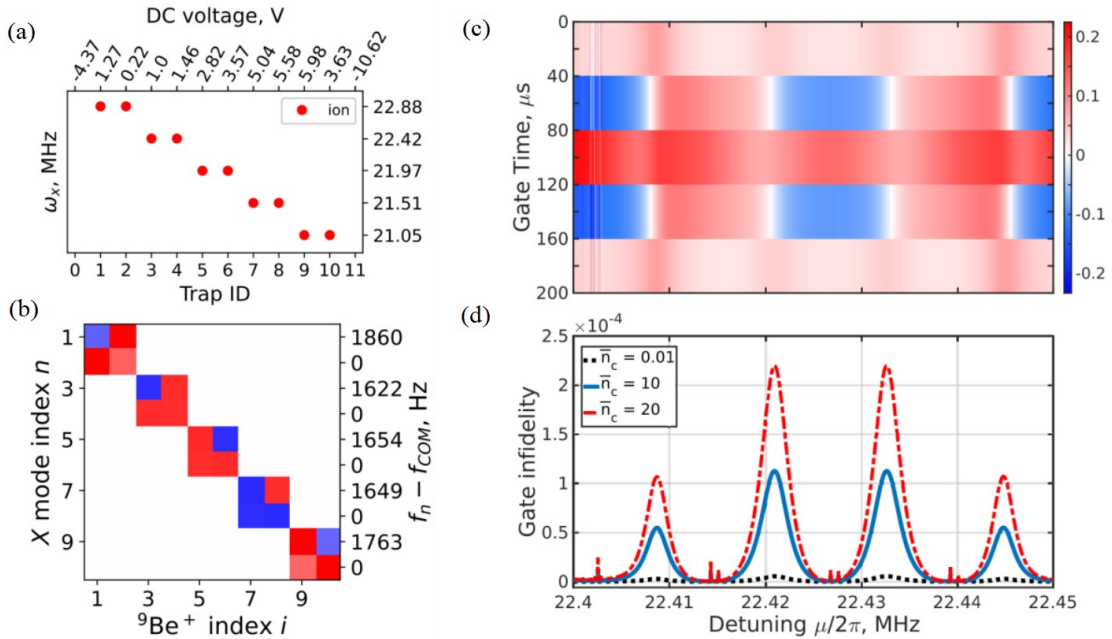 (a)
DC voltage, V
-4.37 1.27 0.22 1.0 1.46 2.82 3.57 5.04 5.58 5.98 3.63 -10.62
ion
ω_x, MHz
22.88
22.42
21.97
21.51
21.05
0 1 2 3 4 5 6 7 8 9 10 11
Trap ID
(b)
X mode index n
1
3
5
7
9
1860
0
1622
0
1654
0
1649
0
1763
0
f_n − f_COM, Hz
1 3 5 7 9
⁹Be⁺ index i
(c)
Gate Time, μs
0
40
80
120
160
200
0.2
0.1
0
-0.1
-0.2
(d)
×10⁻⁴
n̄_c = 0.01
n̄_c = 10
n̄_c = 20
Gate infidelity
2.5
2
1.5
1
0.5
0
22.4 22.41 22.42 22.43 22.44 22.45
Detuning μ/2π, MHz